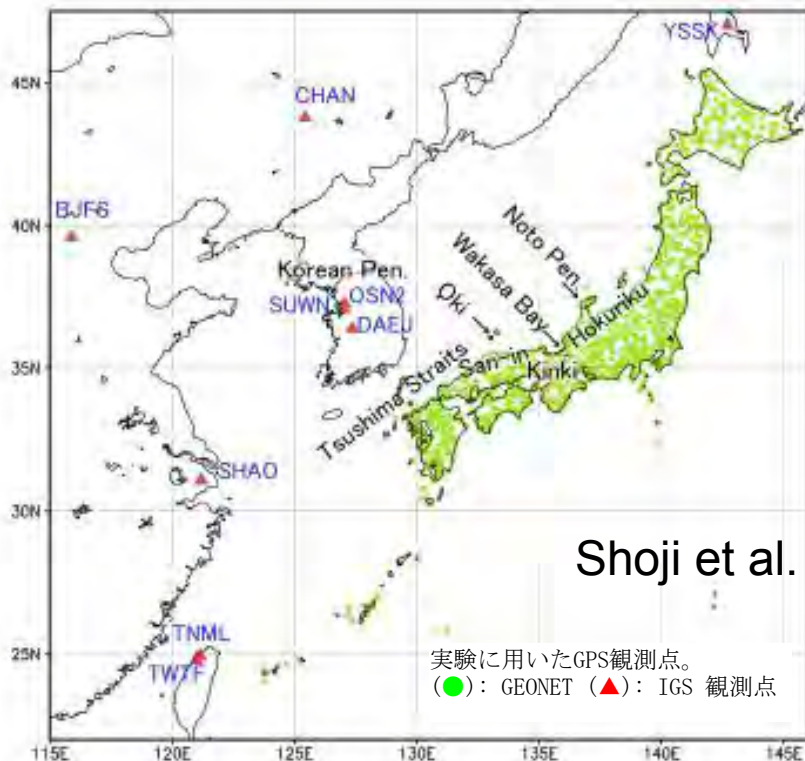 YSSK
45N
CHAN
BJFS
40N
Noto Pen.
Wakasa Bay
Korean Pen.
Oki
Hokuriku
SUWN
OSN2
DAEJ
35N
San-in
Kinki
Tsushima Straits
SHAO
30N
Shoji et al.
TNML
25N
TWTF
実験に用いたGPS観測点。
(●): GEONET (▲): IGS 観測点
115E 120E 125E 130E 135E 140E 145E